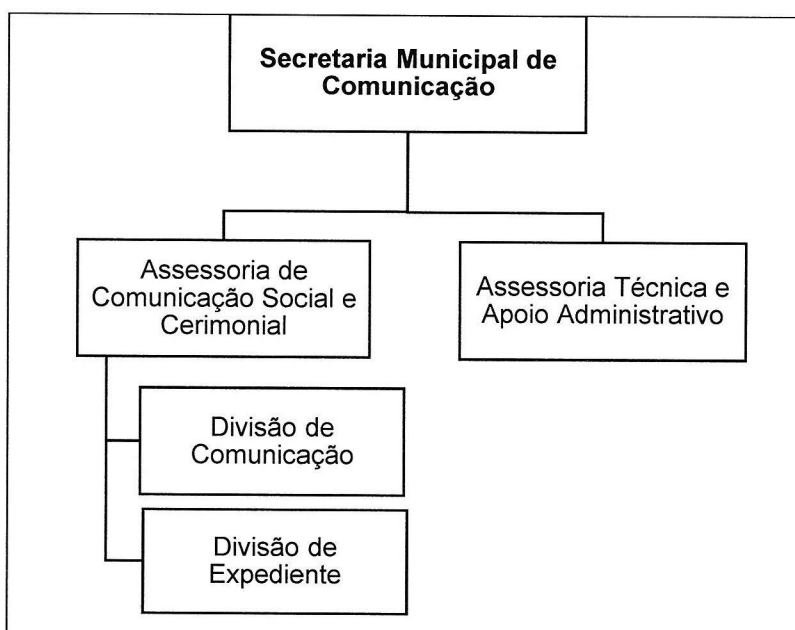 Secretaria Municipal de
Comunicação
Assessoria de
Comunicação Social e
Cerimonial
Assessoria Técnica e
Apoio Administrativo
Divisão de
Comunicação
Divisão de
Expediente